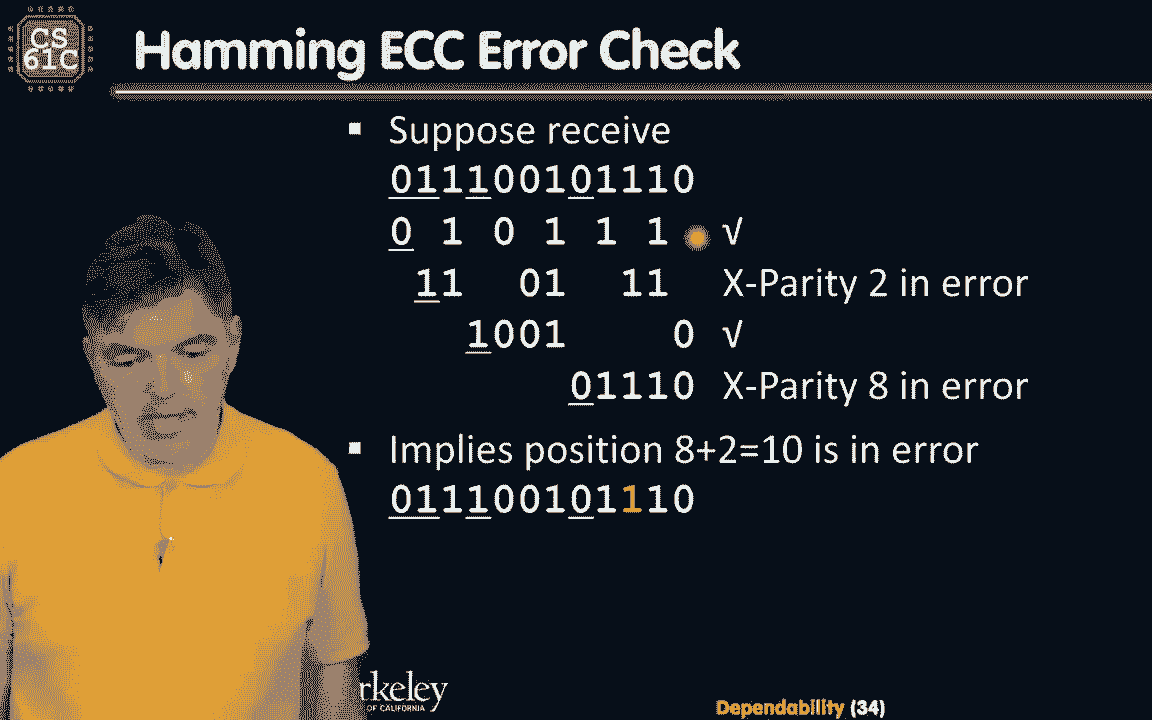 CS
61C
Hamming ECC Error Check
▪ Suppose receive
011100101110
0 1 0 1 1 1 √
11 01 11 X-Parity 2 in error
1001 0 √
01110 X-Parity 8 in error
▪ Implies position 8+2=10 is in error
011100101110
rkeley
OF CALIFORNIA
Dependability (34)